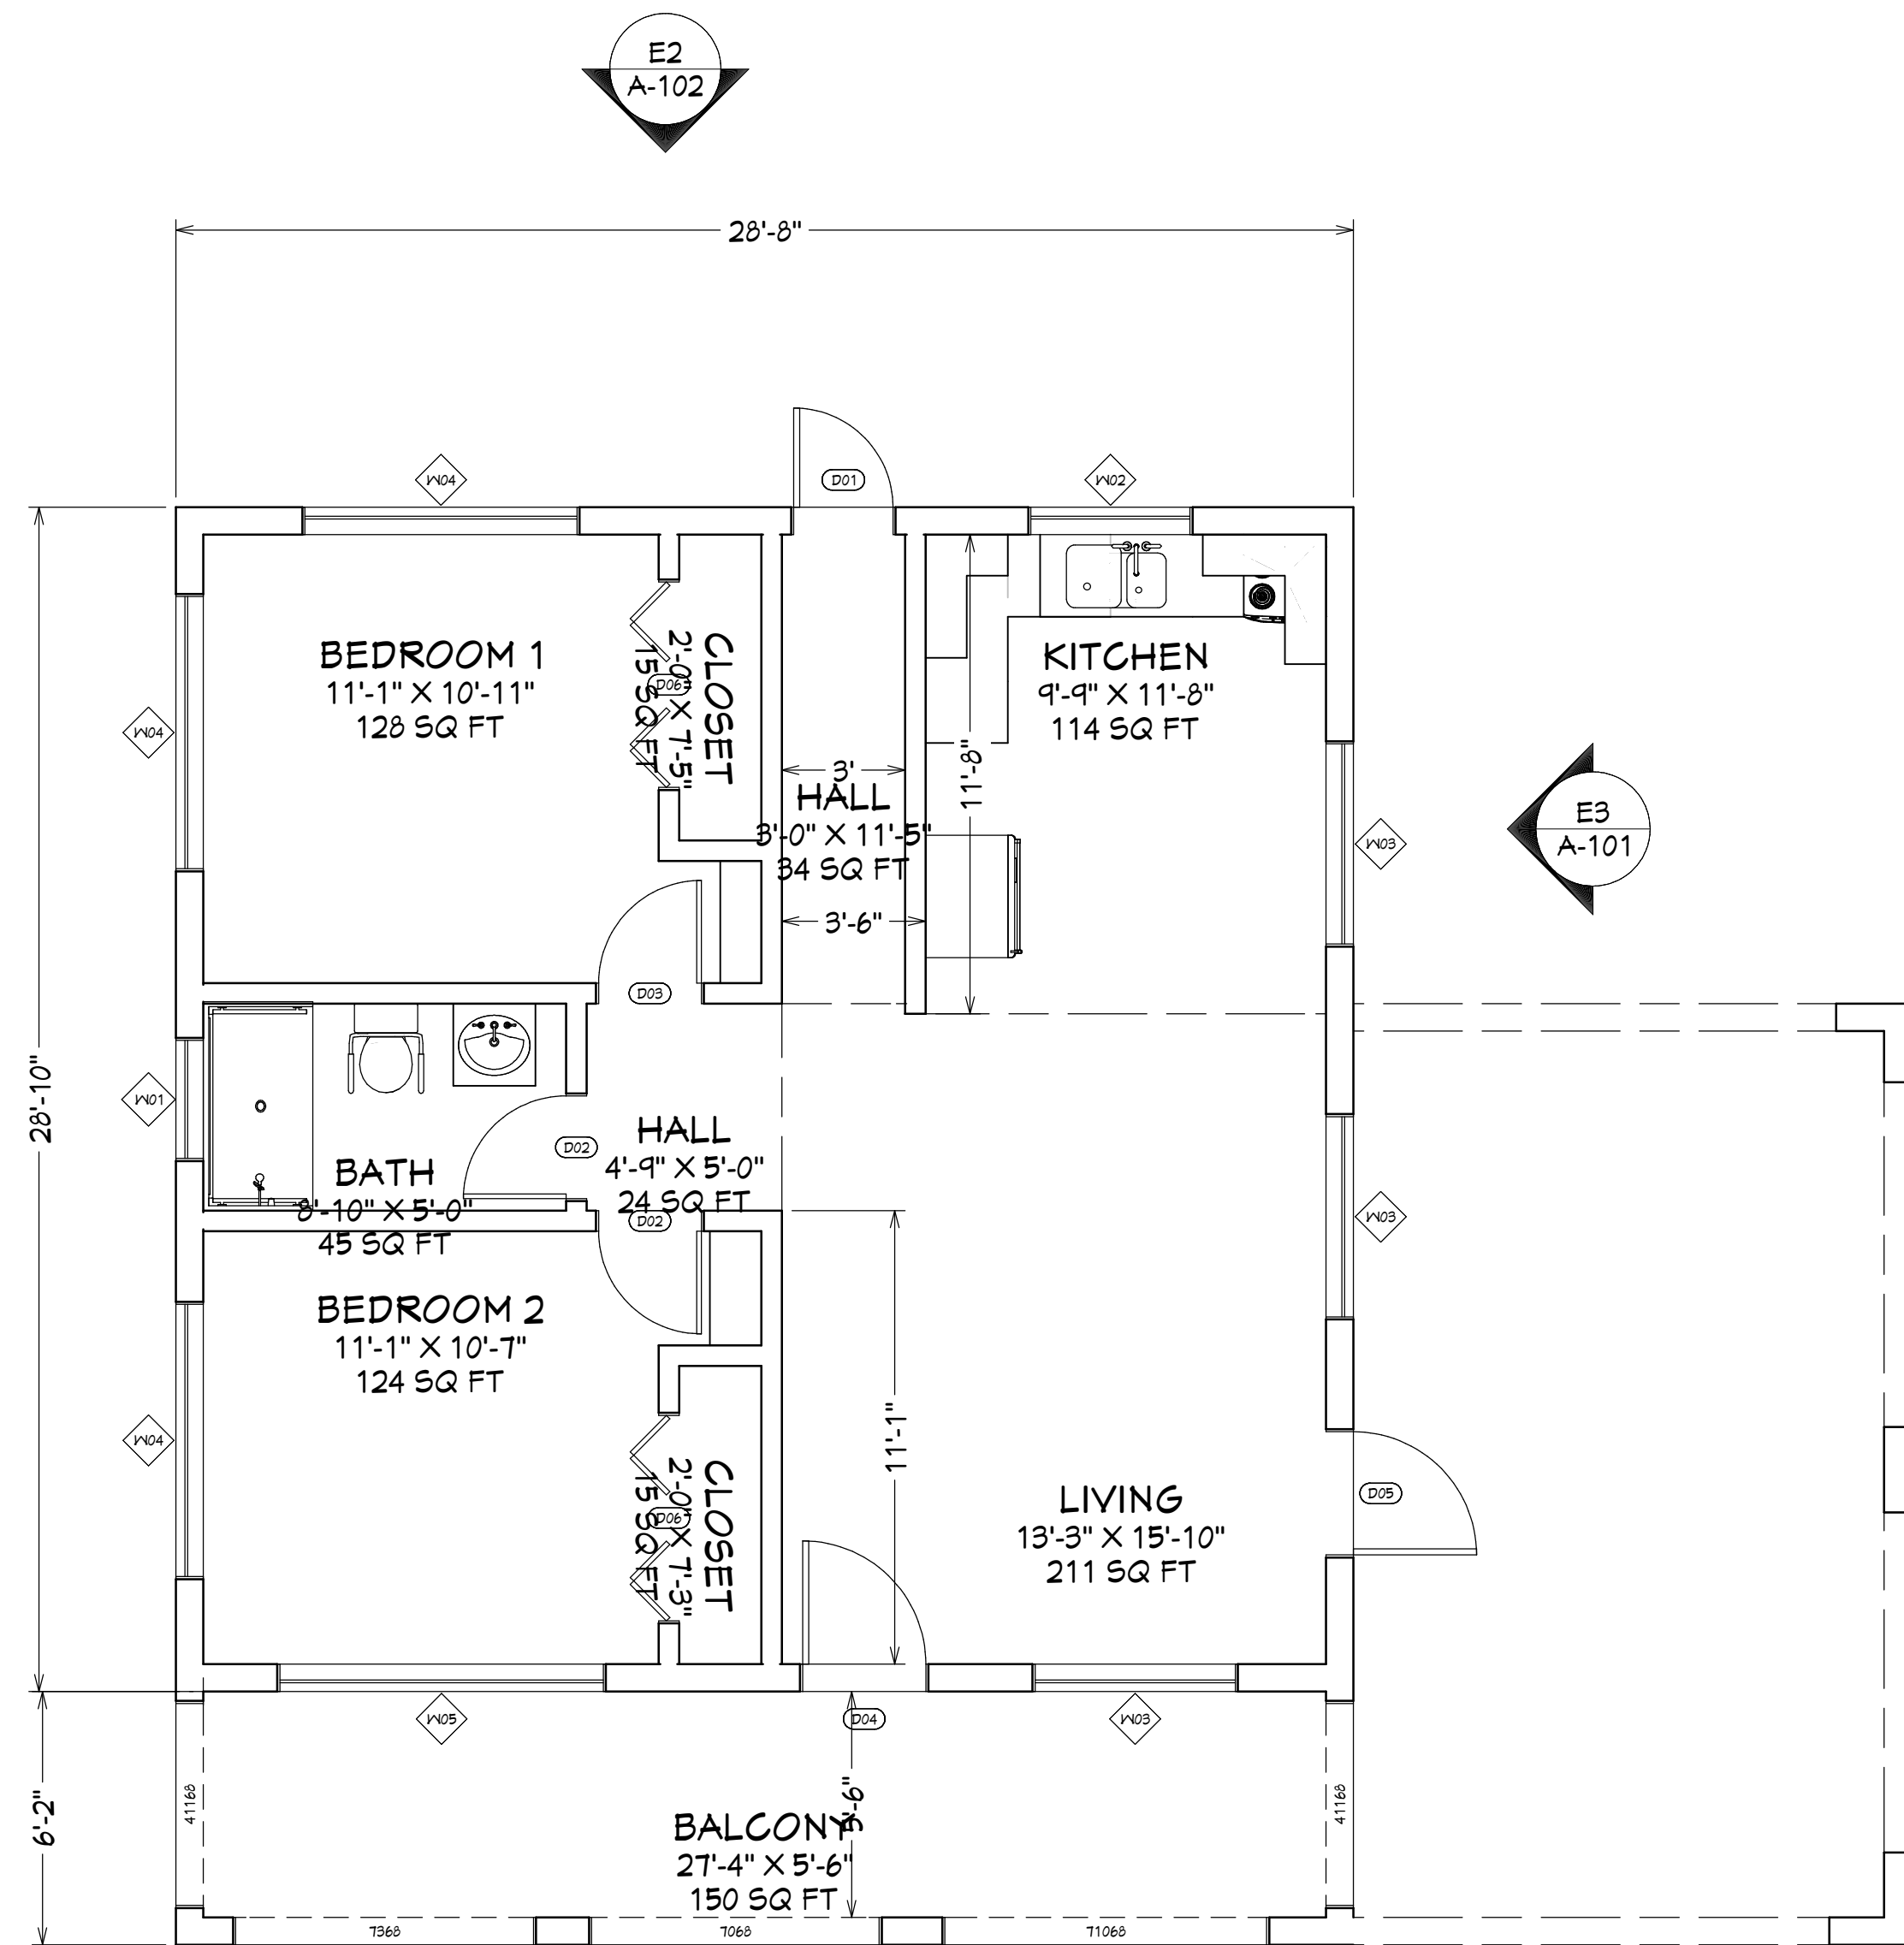 E2
A-102
28'-8"
W04
D01
W02
BEDROOM 1
11'-1" X 10'-11"
128 SQ FT
CLOSET
2'-0" X 7'-5"
15 SQ FT
D06
KITCHEN
9'-9" X 11'-8"
114 SQ FT
W04
3'
11'-8"
HALL
3'-0" X 11'-5"
34 SQ FT
3'-6"
W03
E3
A-101
D03
28'-10"
W01
D02
HALL
4'-9" X 5'-0"
24 SQ FT
BATH
8'-10" X 5'-0"
45 SQ FT
D02
W03
BEDROOM 2
11'-1" X 10'-7"
124 SQ FT
W04
11'-1"
CLOSET
2'-0" X 7'-3"
15 SQ FT
D06
LIVING
13'-3" X 15'-10"
211 SQ FT
D05
W05
D04
W03
6'-2"
41168
5'-6"
41168
BALCONY
27'-4" X 5'-6"
150 SQ FT
7368
7068
71068